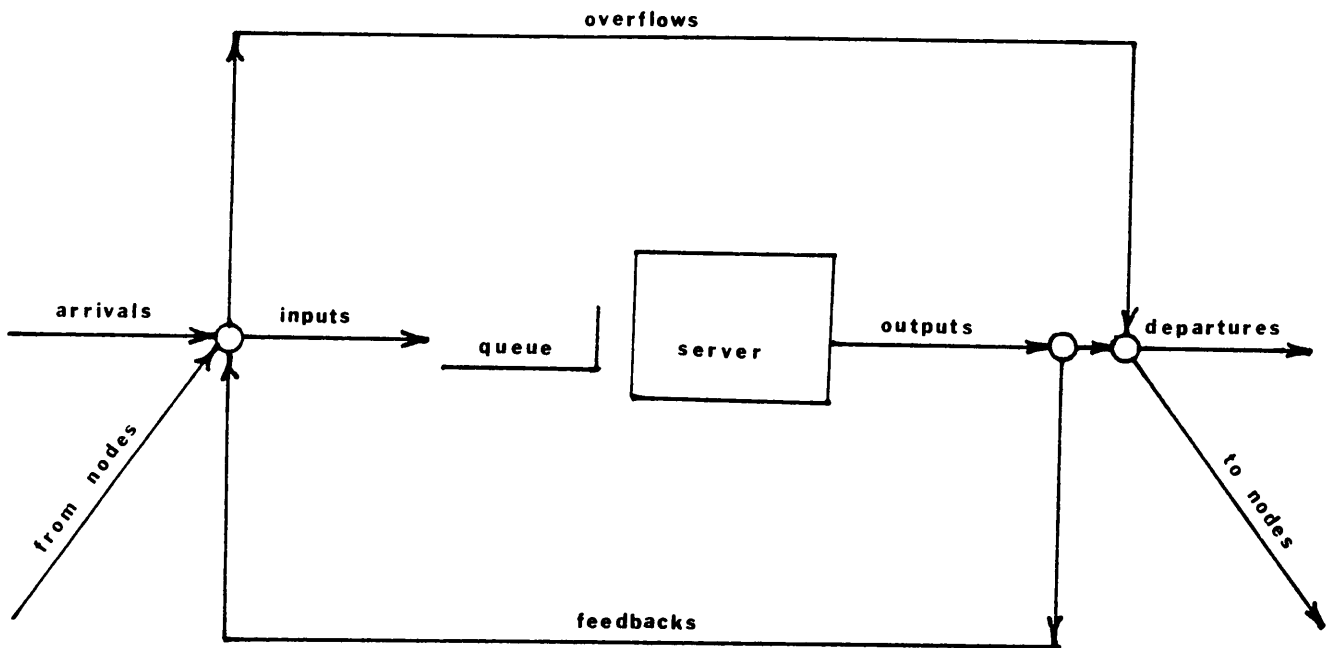 overflows
arrivals
inputs
queue
server
outputs
departures
from nodes
to nodes
feedbacks